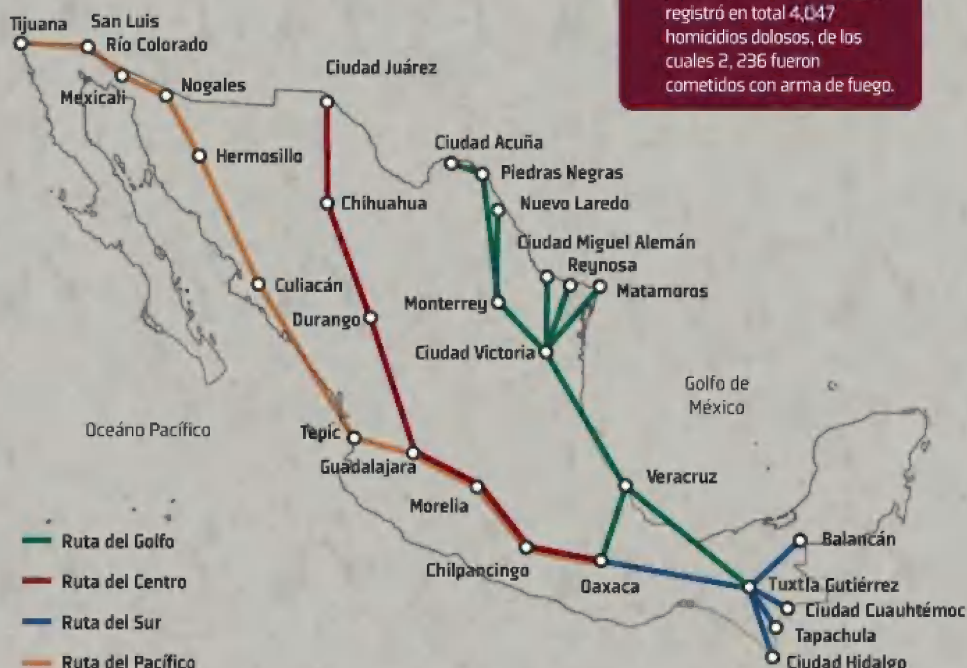 registró en total 4,047
homicidios dolosos, de los
cuales 2, 236 fueron
cometidos con arma de fuego.
Tijuana
San Luis
Río Colorado
Mexicali
Nogales
Hermosillo
Ciudad Juárez
Chihuahua
Ciudad Acuña
Piedras Negras
Nuevo Laredo
Ciudad Miguel Alemán
Reynosa
Matamoros
Culiacán
Durango
Monterrey
Ciudad Victoria
Golfo de
México
Oceáno Pacífico
Tepic
Guadalajara
Morelia
Veracruz
Chilpancingo
Oaxaca
Balancán
Tuxtla Gutiérrez
Ciudad Cuauhtémoc
Tapachula
Ciudad Hidalgo
Ruta del Golfo
Ruta del Centro
Ruta del Sur
Ruta del Pacífico